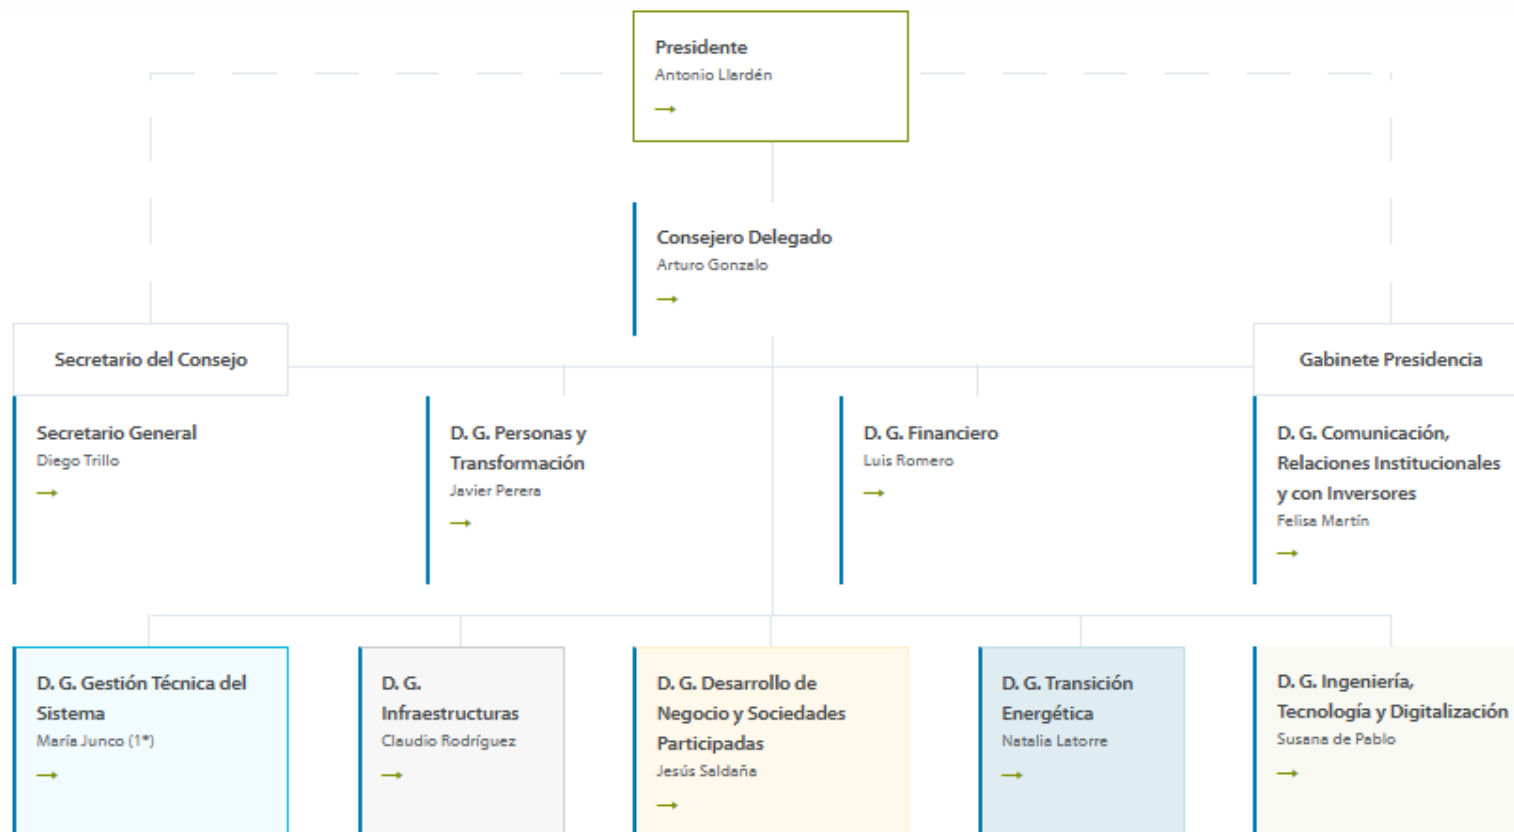 Presidente
Antonio Llardén
Consejero Delegado
Arturo Gonzalo
Secretario del Consejo
Gabinete Presidencia
Secretario General
Diego Trillo
D. G. Personas y
Transformación
Javier Perera
D. G. Financiero
Luis Romero
D. G. Comunicación,
Relaciones Institucionales
y con Inversores
Felisa Martín
D. G. Gestión Técnica del
Sistema
María Junco (1*)
D. G.
Infraestructuras
Claudio Rodríguez
D. G. Desarrollo de
Negocio y Sociedades
Participadas
Jesús Saldaña
D. G. Transición
Energética
Natalia Latorre
D. G. Ingeniería,
Tecnología y Digitalización
Susana de Pablo